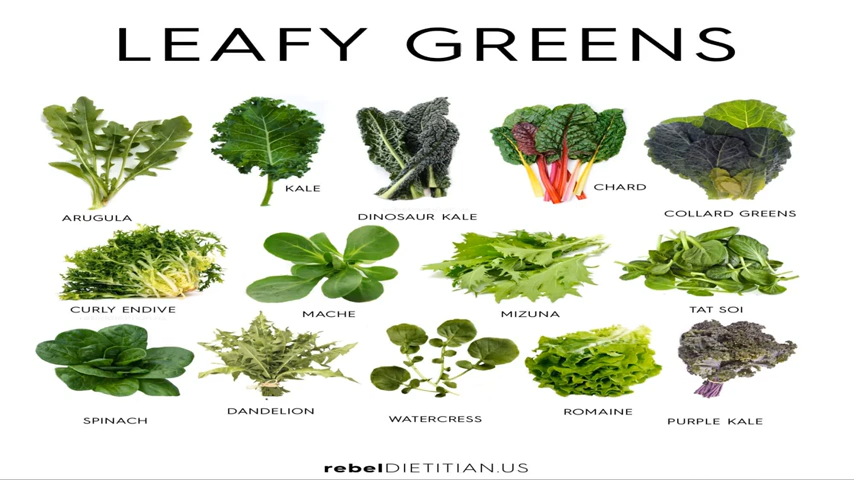 LEAFY GREENS
ARUGULA
KALE
DINOSAUR KALE
CHARD
COLLARD GREENS
CURLY ENDIVE
MACHE
MIZUNA
TAT SOI
SPINACH
DANDELION
WATERCRESS
ROMAINE
PURPLE KALE
rebelDIETITIAN.US